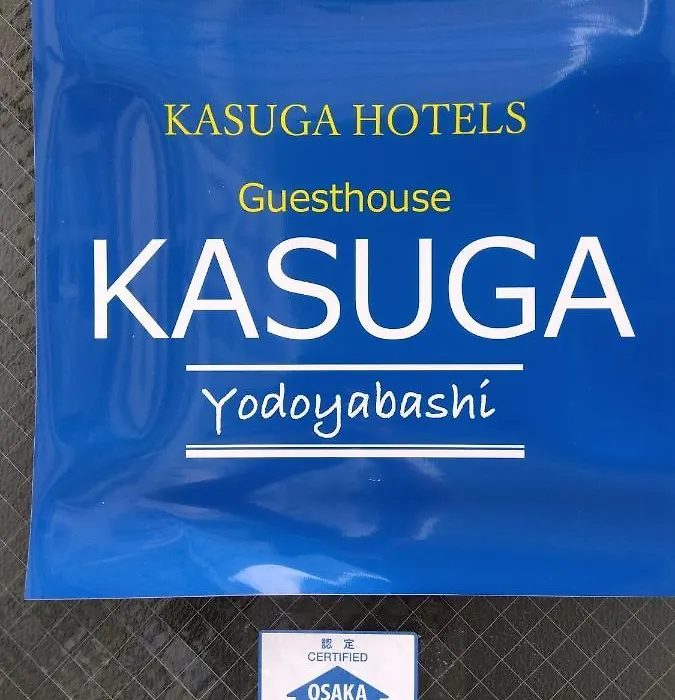 KASUGA HOTELS
Guesthouse
KASUGA
Yodoyabashi
認 定
CERTIFIED
OSAKA